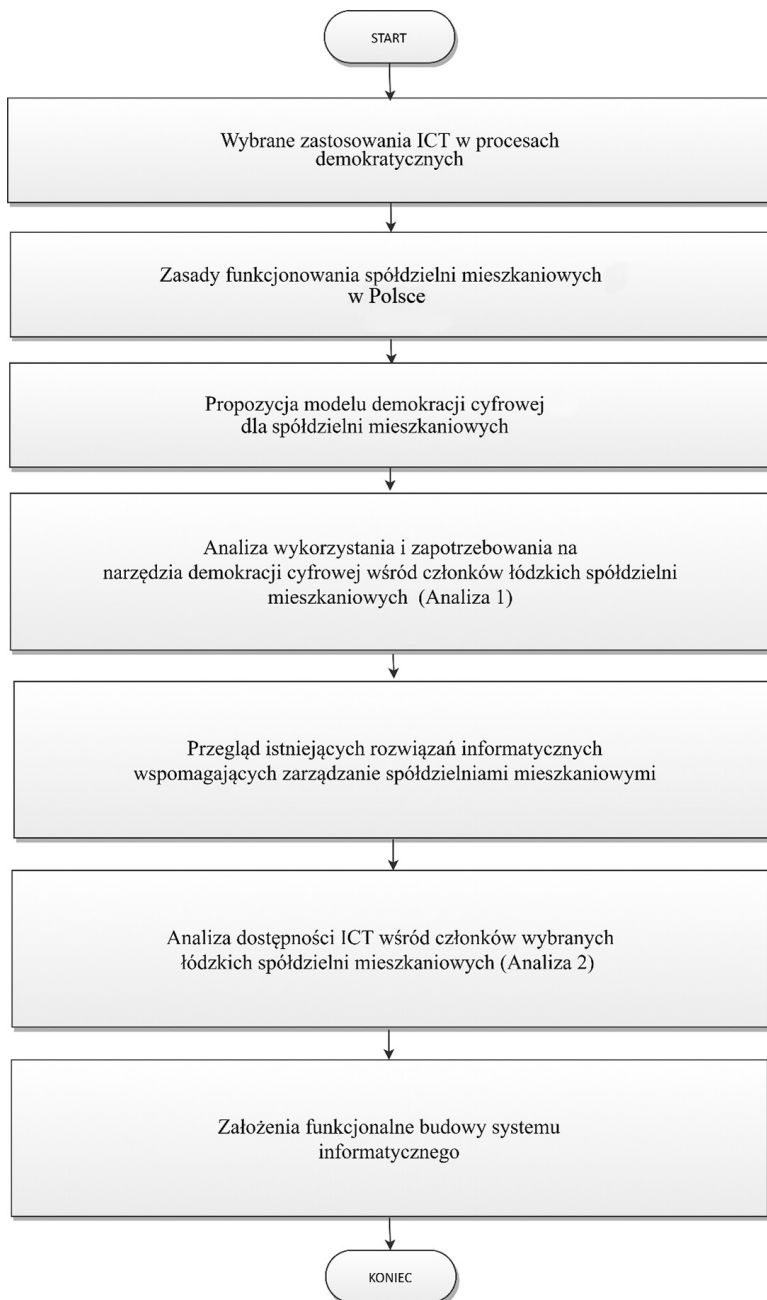 START
Wybrane zastosowania ICT w procesach
demokratycznych
Zasady funkcjonowania spółdzielni mieszkaniowych
w Polsce
Propozycja modelu demokracji cyfrowej
dla spółdzielni mieszkaniowych
Analiza wykorzystania i zapotrzebowania na
narzędzia demokracji cyfrowej wśród członków łódzkich spółdzielni
mieszkaniowych (Analiza 1)
Przegląd istniejących rozwiązań informatycznych
wspomagających zarządzanie spółdzielniami mieszkaniowymi
Analiza dostępności ICT wśród członków wybranych
łódzkich spółdzielni mieszkaniowych (Analiza 2)
Założenia funkcjonalne budowy systemu
informatycznego
KONIEC